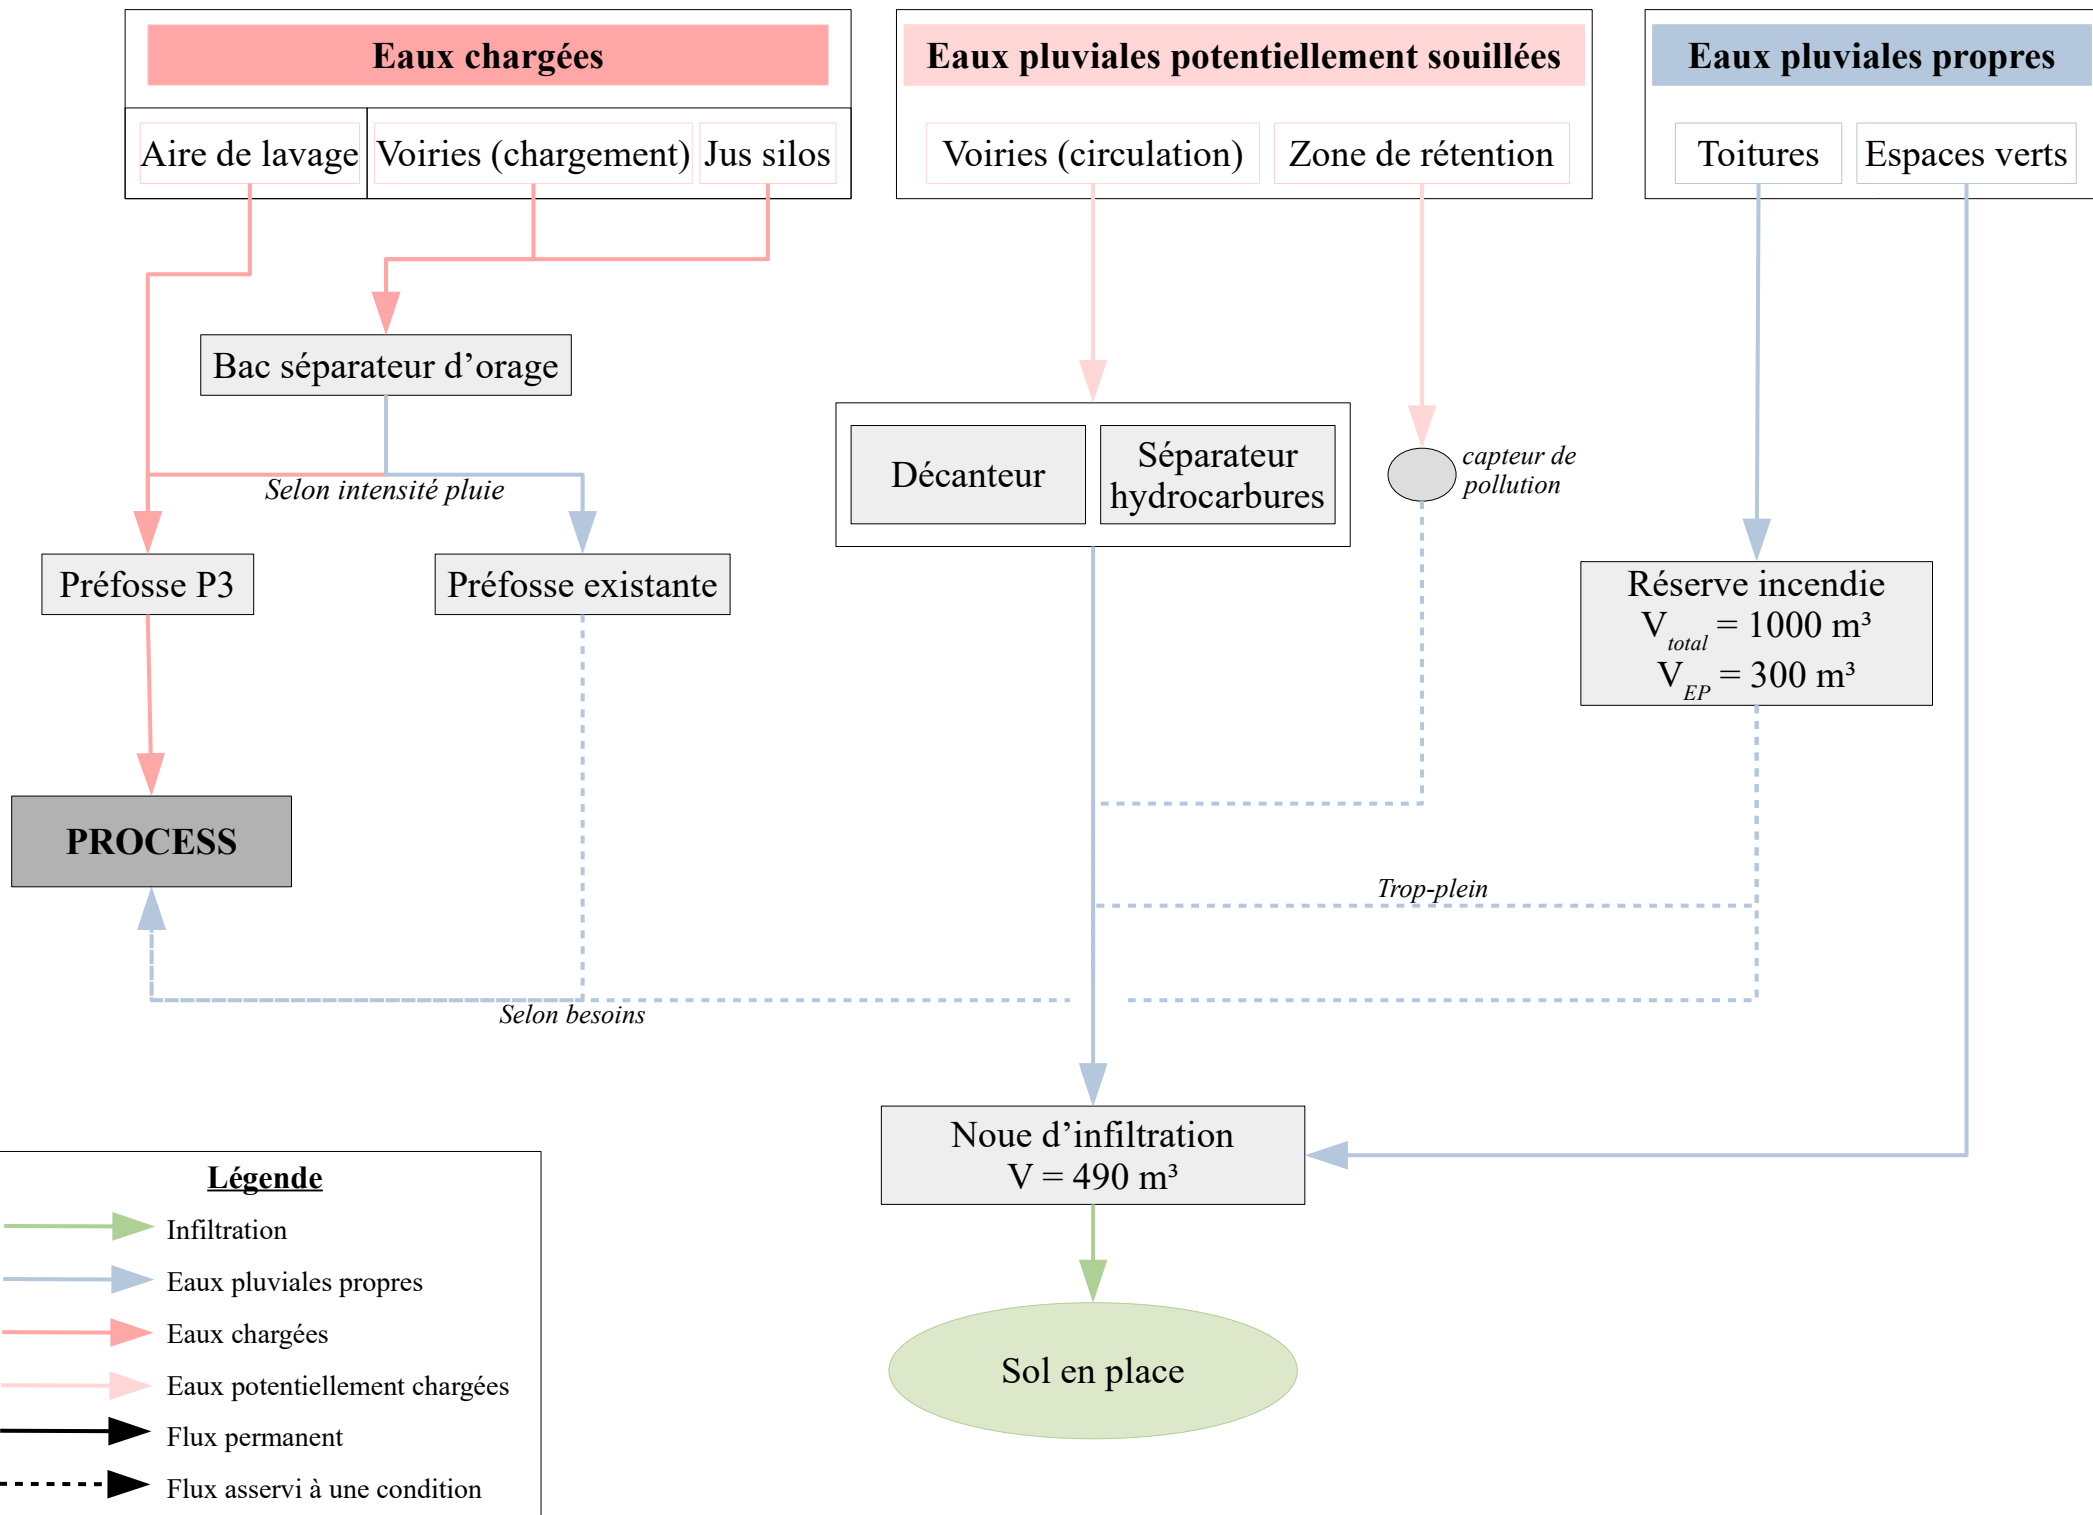 Eaux chargées
Eaux pluviales potentiellement souillées
Eaux pluviales propres
Aire de lavage
Voiries (chargement)
Jus silos
Voiries (circulation)
Zone de rétention
Toitures
Espaces verts
Bac séparateur d’orage
Selon intensité pluie
Décanteur
Séparateur
hydrocarbures
capteur de
pollution
Préfosse P3
Préfosse existante
Réserve incendie
V_total = 1000 m³
V_EP = 300 m³
PROCESS
Trop-plein
Selon besoins
Noue d’infiltration
V = 490 m³
Sol en place
Légende
Infiltration
Eaux pluviales propres
Eaux chargées
Eaux potentiellement chargées
Flux permanent
Flux asservi à une condition